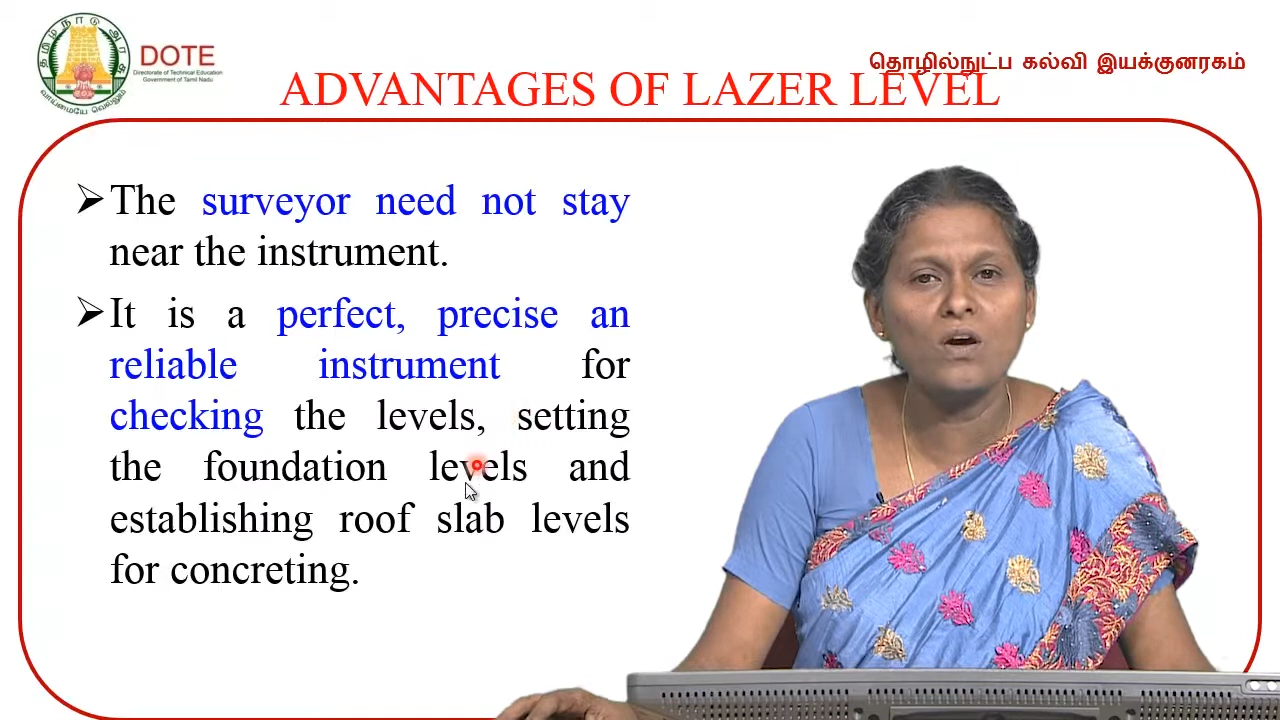 தமிழ்நாடு அரசு
வாய்மையே வெல்லும்
DOTE
Directorate of Technical Education
Government of Tamil Nadu
தொழில்நுட்ப கல்வி இயக்குனரகம்
ADVANTAGES OF LAZER LEVEL
➢The surveyor need not stay
near the instrument.
➢It is a perfect, precise an
reliable instrument for
checking the levels, setting
the foundation levels and
establishing roof slab levels
for concreting.